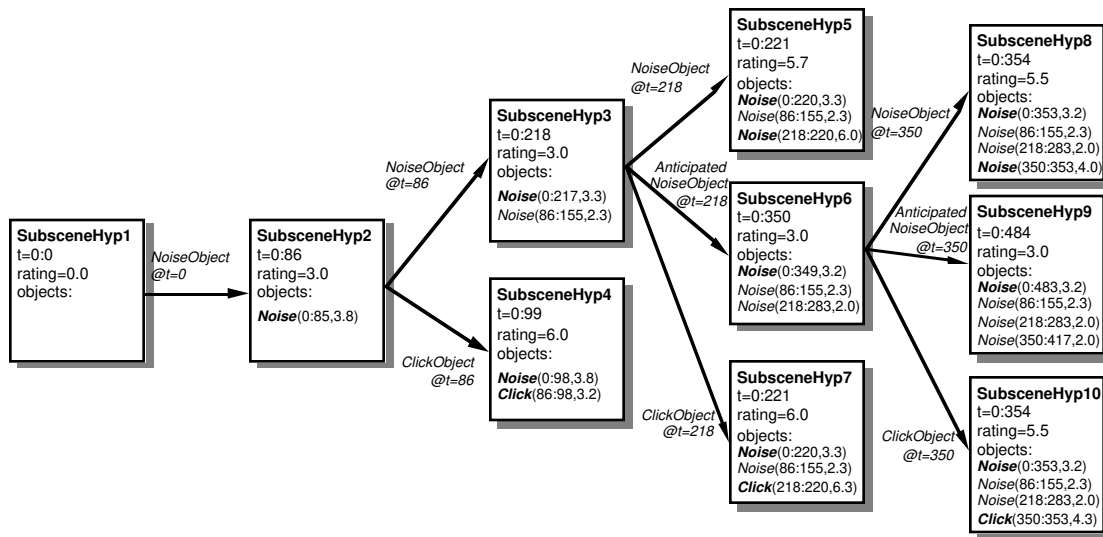 SubsceneHyp1
t=0:0
rating=0.0
objects:
NoiseObject
@t=0
SubsceneHyp2
t=0:86
rating=3.0
objects:
Noise(0:85,3.8)
NoiseObject
@t=86
ClickObject
@t=86
SubsceneHyp3
t=0:218
rating=3.0
objects:
Noise(0:217,3.3)
Noise(86:155,2.3)
SubsceneHyp4
t=0:99
rating=6.0
objects:
Noise(0:98,3.8)
Click(86:98,3.2)
NoiseObject
@t=218
Anticipated
NoiseObject
@t=218
ClickObject
@t=218
SubsceneHyp5
t=0:221
rating=5.7
objects:
Noise(0:220,3.3)
Noise(86:155,2.3)
Noise(218:220,6.0)
SubsceneHyp6
t=0:350
rating=3.0
objects:
Noise(0:349,3.2)
Noise(86:155,2.3)
Noise(218:283,2.0)
SubsceneHyp7
t=0:221
rating=6.0
objects:
Noise(0:220,3.3)
Noise(86:155,2.3)
Click(218:220,6.3)
NoiseObject
@t=350
Anticipated
NoiseObject
@t=350
ClickObject
@t=350
SubsceneHyp8
t=0:354
rating=5.5
objects:
Noise(0:353,3.2)
Noise(86:155,2.3)
Noise(218:283,2.0)
Noise(350:353,4.0)
SubsceneHyp9
t=0:484
rating=3.0
objects:
Noise(0:483,3.2)
Noise(86:155,2.3)
Noise(218:283,2.0)
Noise(350:417,2.0)
SubsceneHyp10
t=0:354
rating=5.5
objects:
Noise(0:353,3.2)
Noise(86:155,2.3)
Noise(218:283,2.0)
Click(350:353,4.3)